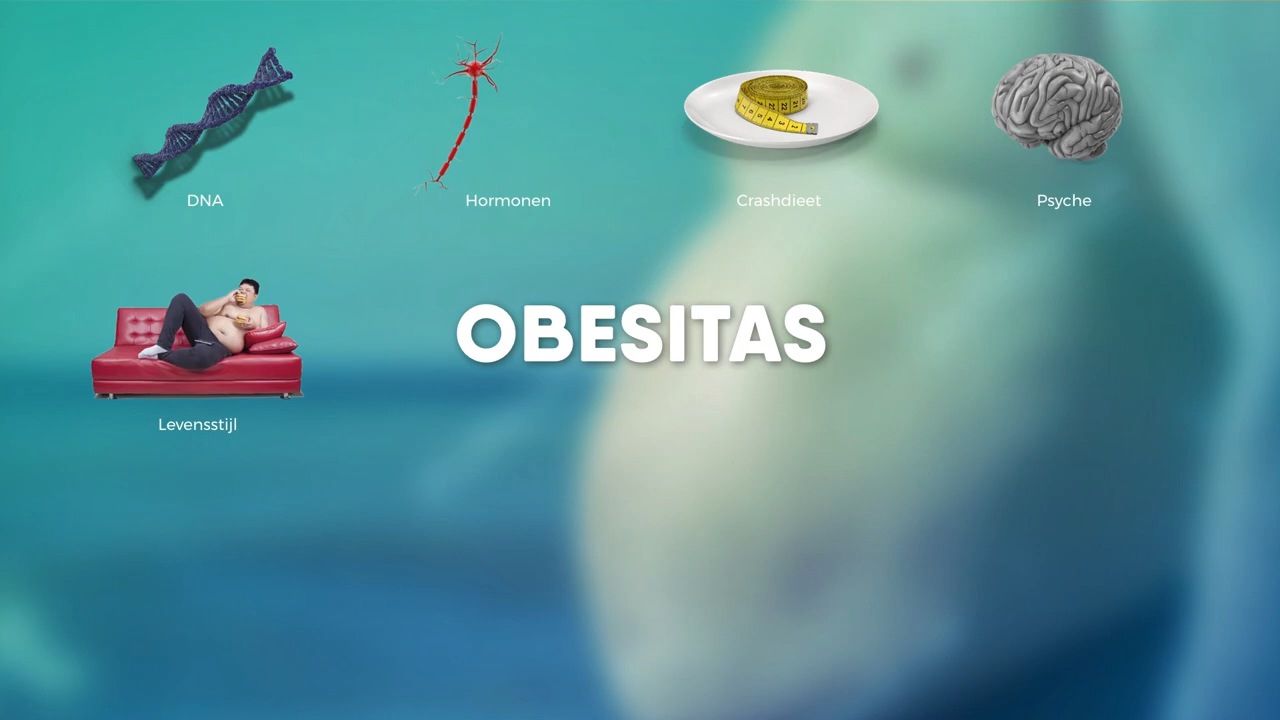 DNA
Hormonen
Crashdieet
Psyche
OBESITAS
Levensstijl